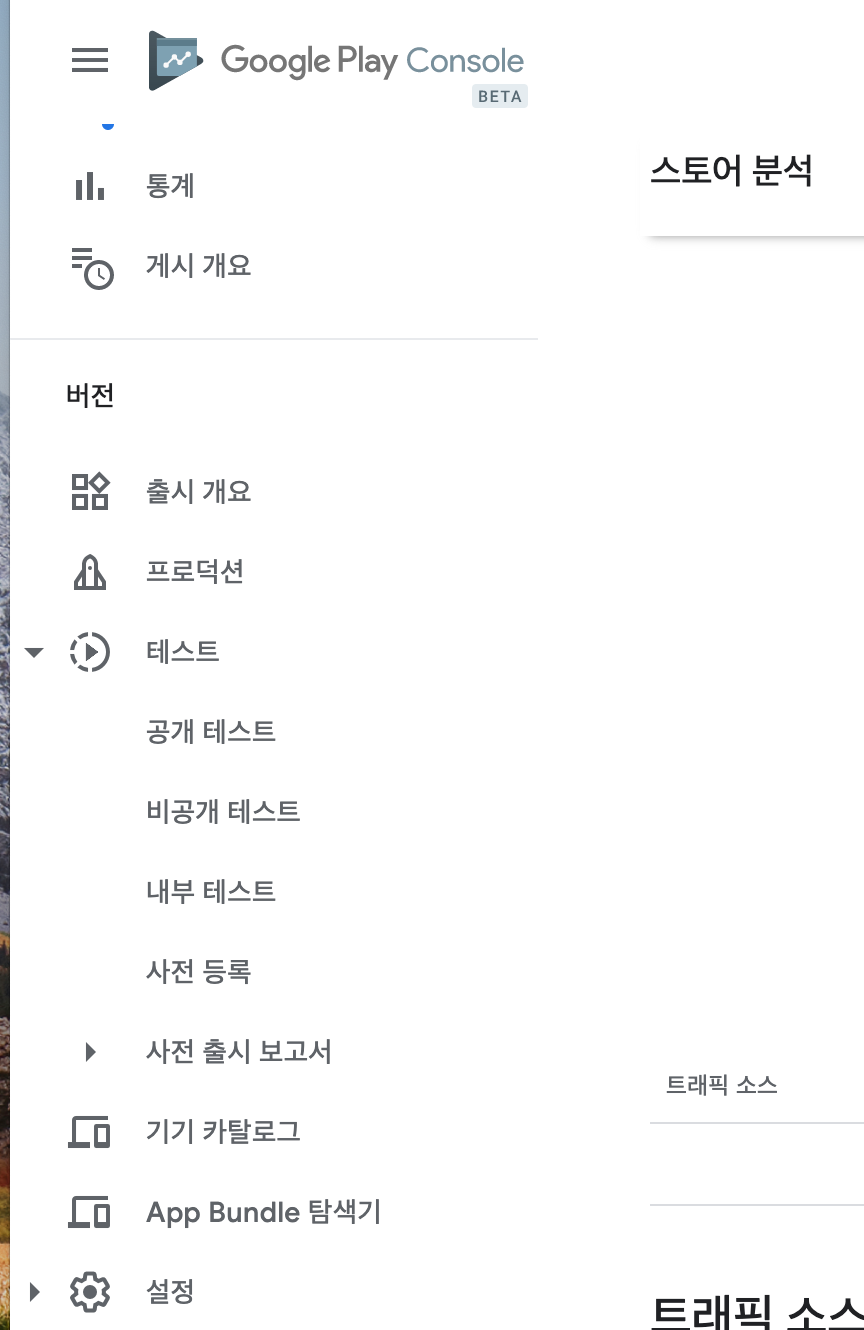 Google Play Console
BETA
통계
게시 개요
버전
출시 개요
프로덕션
테스트
공개 테스트
비공개 테스트
내부 테스트
사전 등록
사전 출시 보고서
기기 카탈로그
App Bundle 탐색기
설정
스토어 분석
트래픽 소스
트래픽 소스